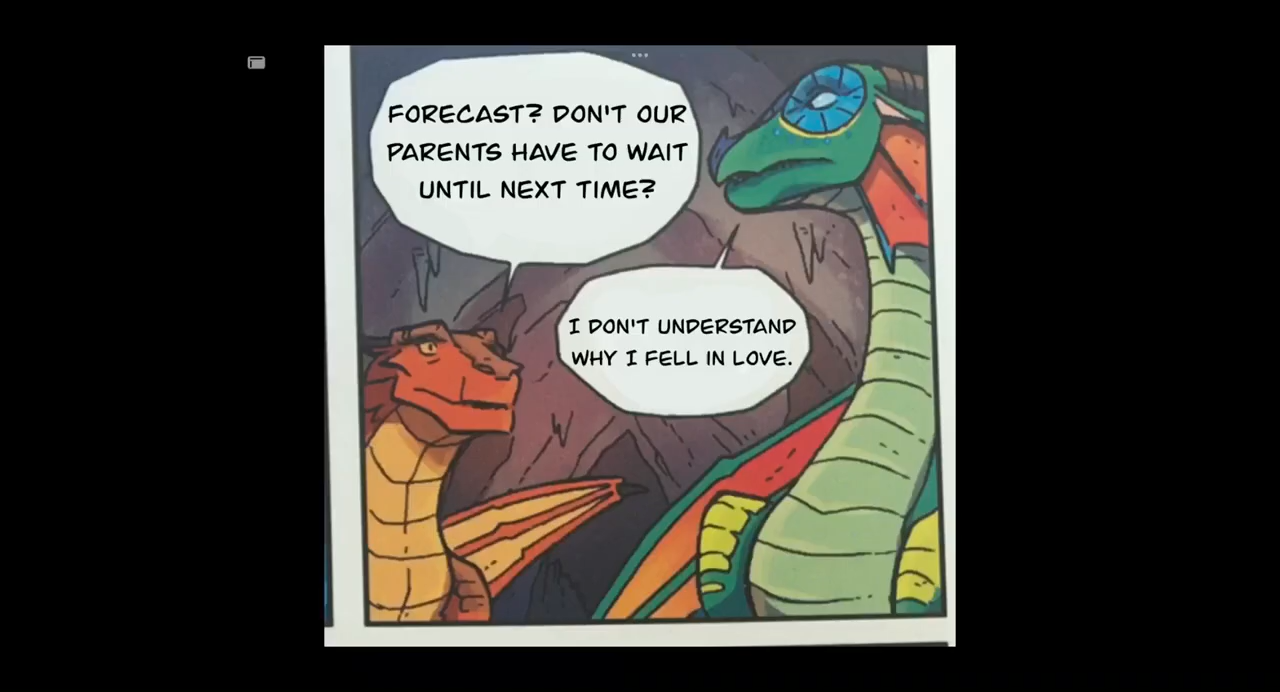 FORECAST? DON'T OUR
PARENTS HAVE TO WAIT
UNTIL NEXT TIME?
I DON'T UNDERSTAND
WHY I FELL IN LOVE.